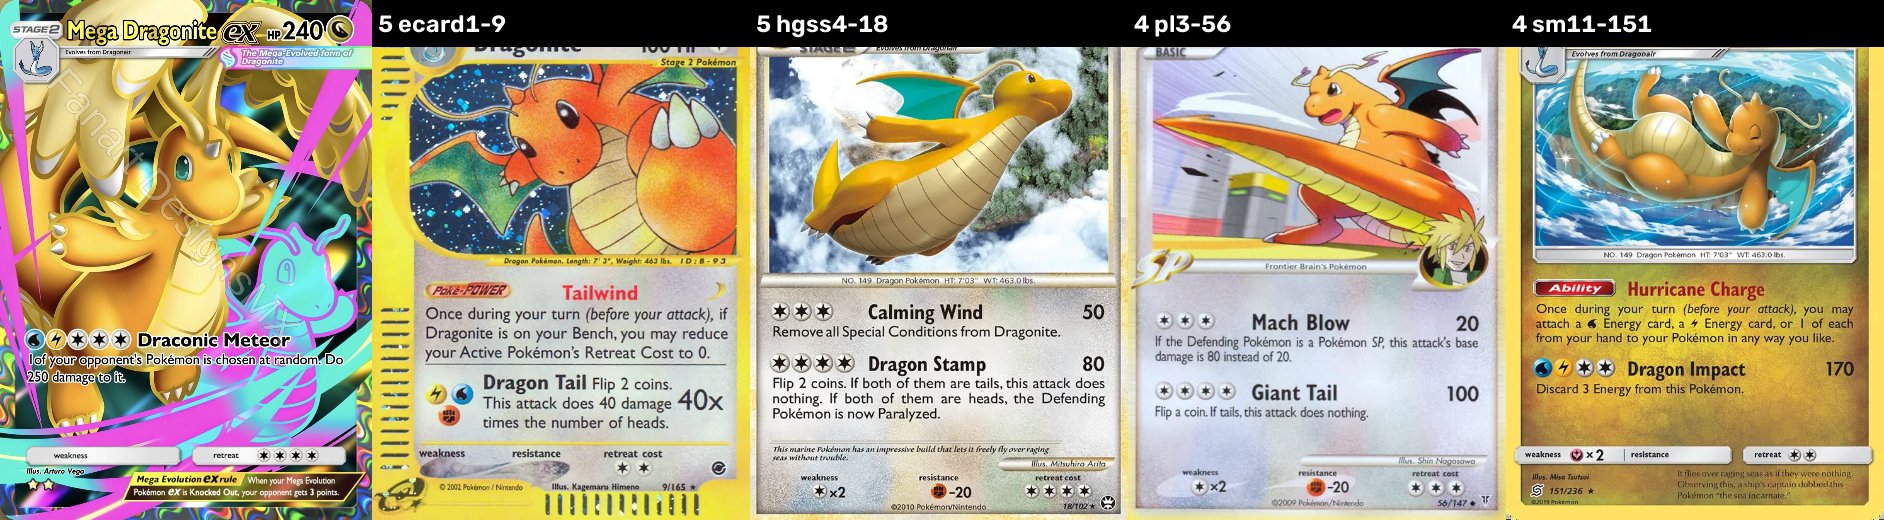 STAGE2 Mega Dragonite ex HP 240
Evolves from Dragonair
The Mega-Evolved form of
Dragonite
Fanart Designs
Draconic Meteor
1 of your opponent's Pokémon is chosen at random. Do
250 damage to it.
weakness
retreat
Illus. Arturo Vega
Mega Evolution ex rule
When your Mega Evolution
Pokémon ex is Knocked Out, your opponent gets 3 points.
5 ecard1-9
Dragonite
Stage 2 Pokémon
Dragon Pokémon. Length: 7' 3", Weight: 463 lbs. ID:B-93
Poké-POWER Tailwind
Once during your turn (before your attack), if
Dragonite is on your Bench, you may reduce
your Active Pokémon's Retreat Cost to 0.
Dragon Tail Flip 2 coins.
This attack does 40 damage 40x
times the number of heads.
weakness resistance retreat cost
© 2002 Pokémon / Nintendo Illus. Kagemaru Himeno 9/165 ★
5 hgss4-18
STAGE2 Evolves from Dragonair
NO. 149 Dragon Pokémon HT: 7'03" WT: 463.0 lbs.
Calming Wind 50
Remove all Special Conditions from Dragonite.
Dragon Stamp 80
Flip 2 coins. If both of them are tails, this attack does
nothing. If both of them are heads, the Defending
Pokémon is now Paralyzed.
This marine Pokémon has an impressive build that lets it freely fly over raging
seas without trouble.
Illus. Mitsuhiro Arita
weakness resistance retreat cost
×2 -20
©2010 Pokémon/Nintendo 18/102 ★
4 pl3-56
BASIC
SP
Frontier Brain's Pokémon
Mach Blow 20
If the Defending Pokémon is a Pokémon SP, this attack's base
damage is 80 instead of 20.
Giant Tail 100
Flip a coin. If tails, this attack does nothing.
Illus. Shin Nagasawa
weakness resistance retreat cost
×2 -20
©2009 Pokémon/Nintendo 56/147 ◆
4 sm11-151
Evolves from Dragonair
NO. 149 Dragon Pokémon HT: 7'03" WT: 463.0 lbs.
Ability Hurricane Charge
Once during your turn (before your attack), you may
attach a Energy card, a Energy card, or 1 of each
from your hand to your Pokémon in any way you like.
Dragon Impact 170
Discard 3 Energy from this Pokémon.
weakness ×2 resistance retreat
Illus. Misa Tsutsui
151/236 ★
©2019 Pokémon
It flies over raging seas as if they were nothing.
Observing this, a ship's captain dubbed this
Pokémon "the sea incarnate."